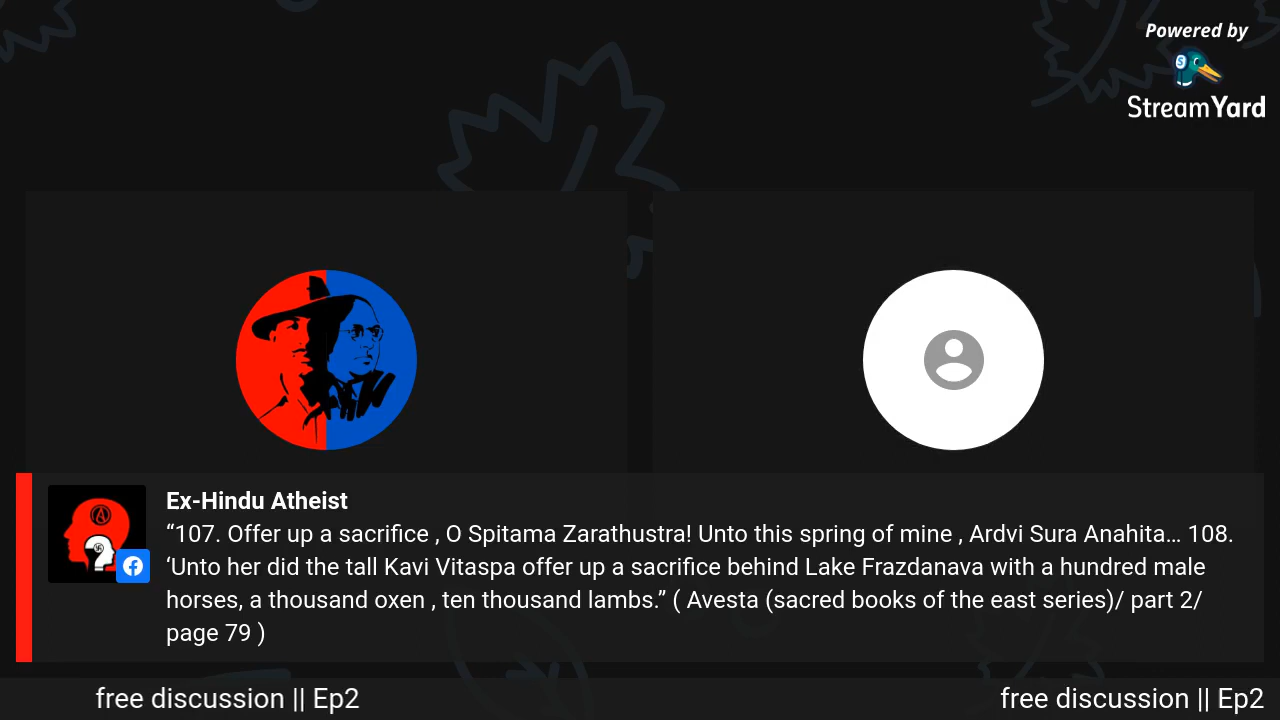 Powered by
StreamYard
Ex-Hindu Atheist
“107. Offer up a sacrifice , O Spitama Zarathustra! Unto this spring of mine , Ardvi Sura Anahita... 108.
‘Unto her did the tall Kavi Vitaspa offer up a sacrifice behind Lake Frazdanava with a hundred male
horses, a thousand oxen , ten thousand lambs.” ( Avesta (sacred books of the east series)/ part 2/
page 79 )
free discussion || Ep2
free discussion || Ep2